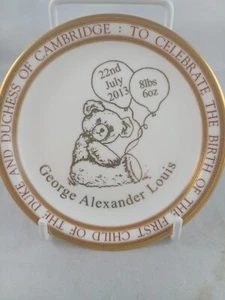 TO CELEBRATE THE BIRTH OF THE FIRST CHILD OF THE DUKE AND DUCHESS OF CAMBRIDGE :
22nd
July
2013
8lbs
6oz
George Alexander Louis